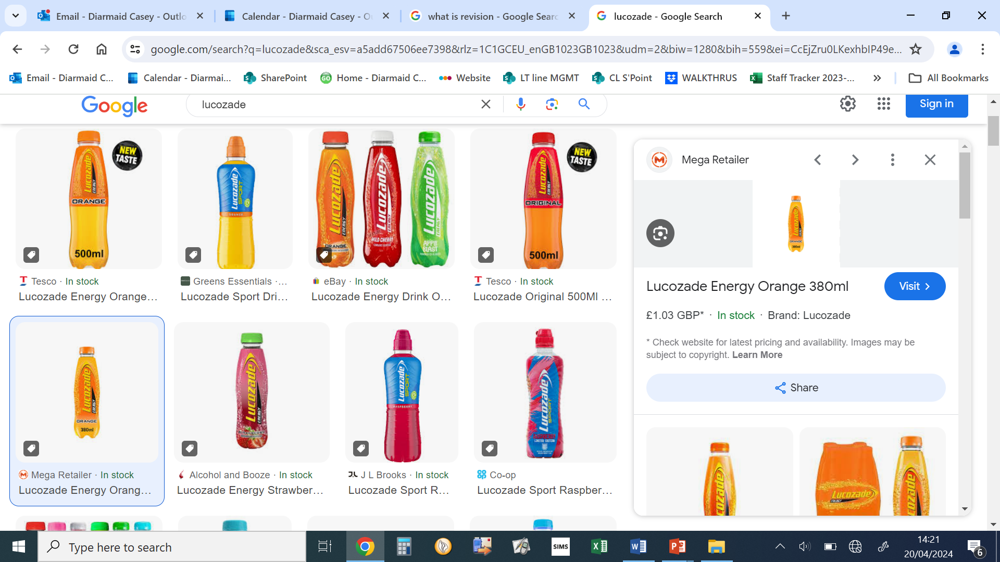 Email - Diarmaid Casey - Outlo
Calendar - Diarmaid Casey - O
what is revision - Google Searc
lucozade - Google Search
google.com/search?q=lucozade&sca_esv=a5add67506ee7398&rlz=1C1GCEU_enGB1023GB1023&udm=2&biw=1280&bih=559&ei=CcEjZru0LKexhbIP49e...
Email - Diarmaid C...
Calendar - Diarmai...
SharePoint
GO
Home - Diarmaid C...
Website
LT line MGMT
CL S'Point
WALKTHRUS
Staff Tracker 2023-...
All Bookmarks
Google
lucozade
Sign in
NEW TASTE
Lucozade ENERGY
ORANGE
500ml
Lucozade SPORT
ORANGE
Lucozade ENERGY
ORANGE
Lucozade ENERGY
WILD CHERRY
Lucozade ENERGY
APPLE BLAST
NEW TASTE
Lucozade ENERGY
ORIGINAL
500ml
Tesco · In stock
Lucozade Energy Orange...
Greens Essentials ·...
Lucozade Sport Dri...
eBay · In stock
Lucozade Energy Drink O...
Tesco · In stock
Lucozade Original 500Ml ...
Lucozade ENERGY
ORANGE
380ml
Lucozade ENERGY
STRAWBERRY
Lucozade SPORT
RASPBERRY
Lucozade SPORT
RASPBERRY
LIMITED EDITION
Mega Retailer · In stock
Lucozade Energy Orang...
Alcohol and Booze · In stock
Lucozade Energy Strawber...
J L Brooks · In stock
Lucozade Sport R...
Co-op
Lucozade Sport Raspber...
Mega Retailer
Lucozade
ORANGE
380ml
Lucozade Energy Orange 380ml
Visit
£1.03 GBP* · In stock · Brand: Lucozade
* Check website for latest pricing and availability. Images may be
subject to copyright. Learn More
Share
Lucozade
Lucozade
ENERGY
Lucozade
Type here to search
SIMS
14:21
20/04/2024
6